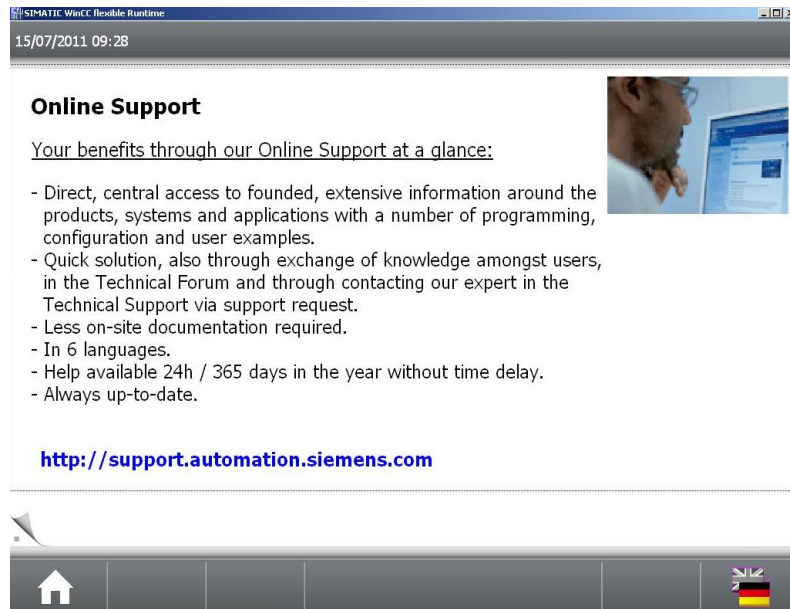 SIMATIC WinCC flexible Runtime
15/07/2011 09:28
Online Support
Your benefits through our Online Support at a glance:
- Direct, central access to founded, extensive information around the
products, systems and applications with a number of programming,
configuration and user examples.
- Quick solution, also through exchange of knowledge amongst users,
in the Technical Forum and through contacting our expert in the
Technical Support via support request.
- Less on-site documentation required.
- In 6 languages.
- Help available 24h / 365 days in the year without time delay.
- Always up-to-date.
http://support.automation.siemens.com